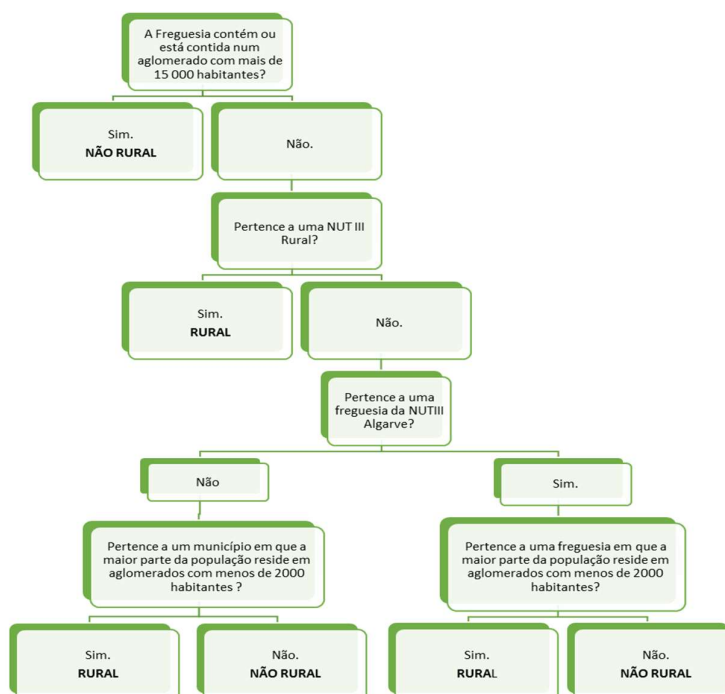 A Freguesia contém ou
está contida num
aglomerado com mais de
15 000 habitantes?
Sim.
NÃO RURAL
Não.
Pertence a uma NUT III
Rural?
Sim.
RURAL
Não.
Pertence a uma
freguesia da NUTIII
Algarve?
Não
Sim.
Pertence a um município em que a
maior parte da população reside em
aglomerados com menos de 2000
habitantes ?
Pertence a uma freguesia em que a
maior parte da população reside em
aglomerados com menos de 2000
habitantes?
Sim.
RURAL
Não.
NÃO RURAL
Sim.
RURAL
Não.
NÃO RURAL